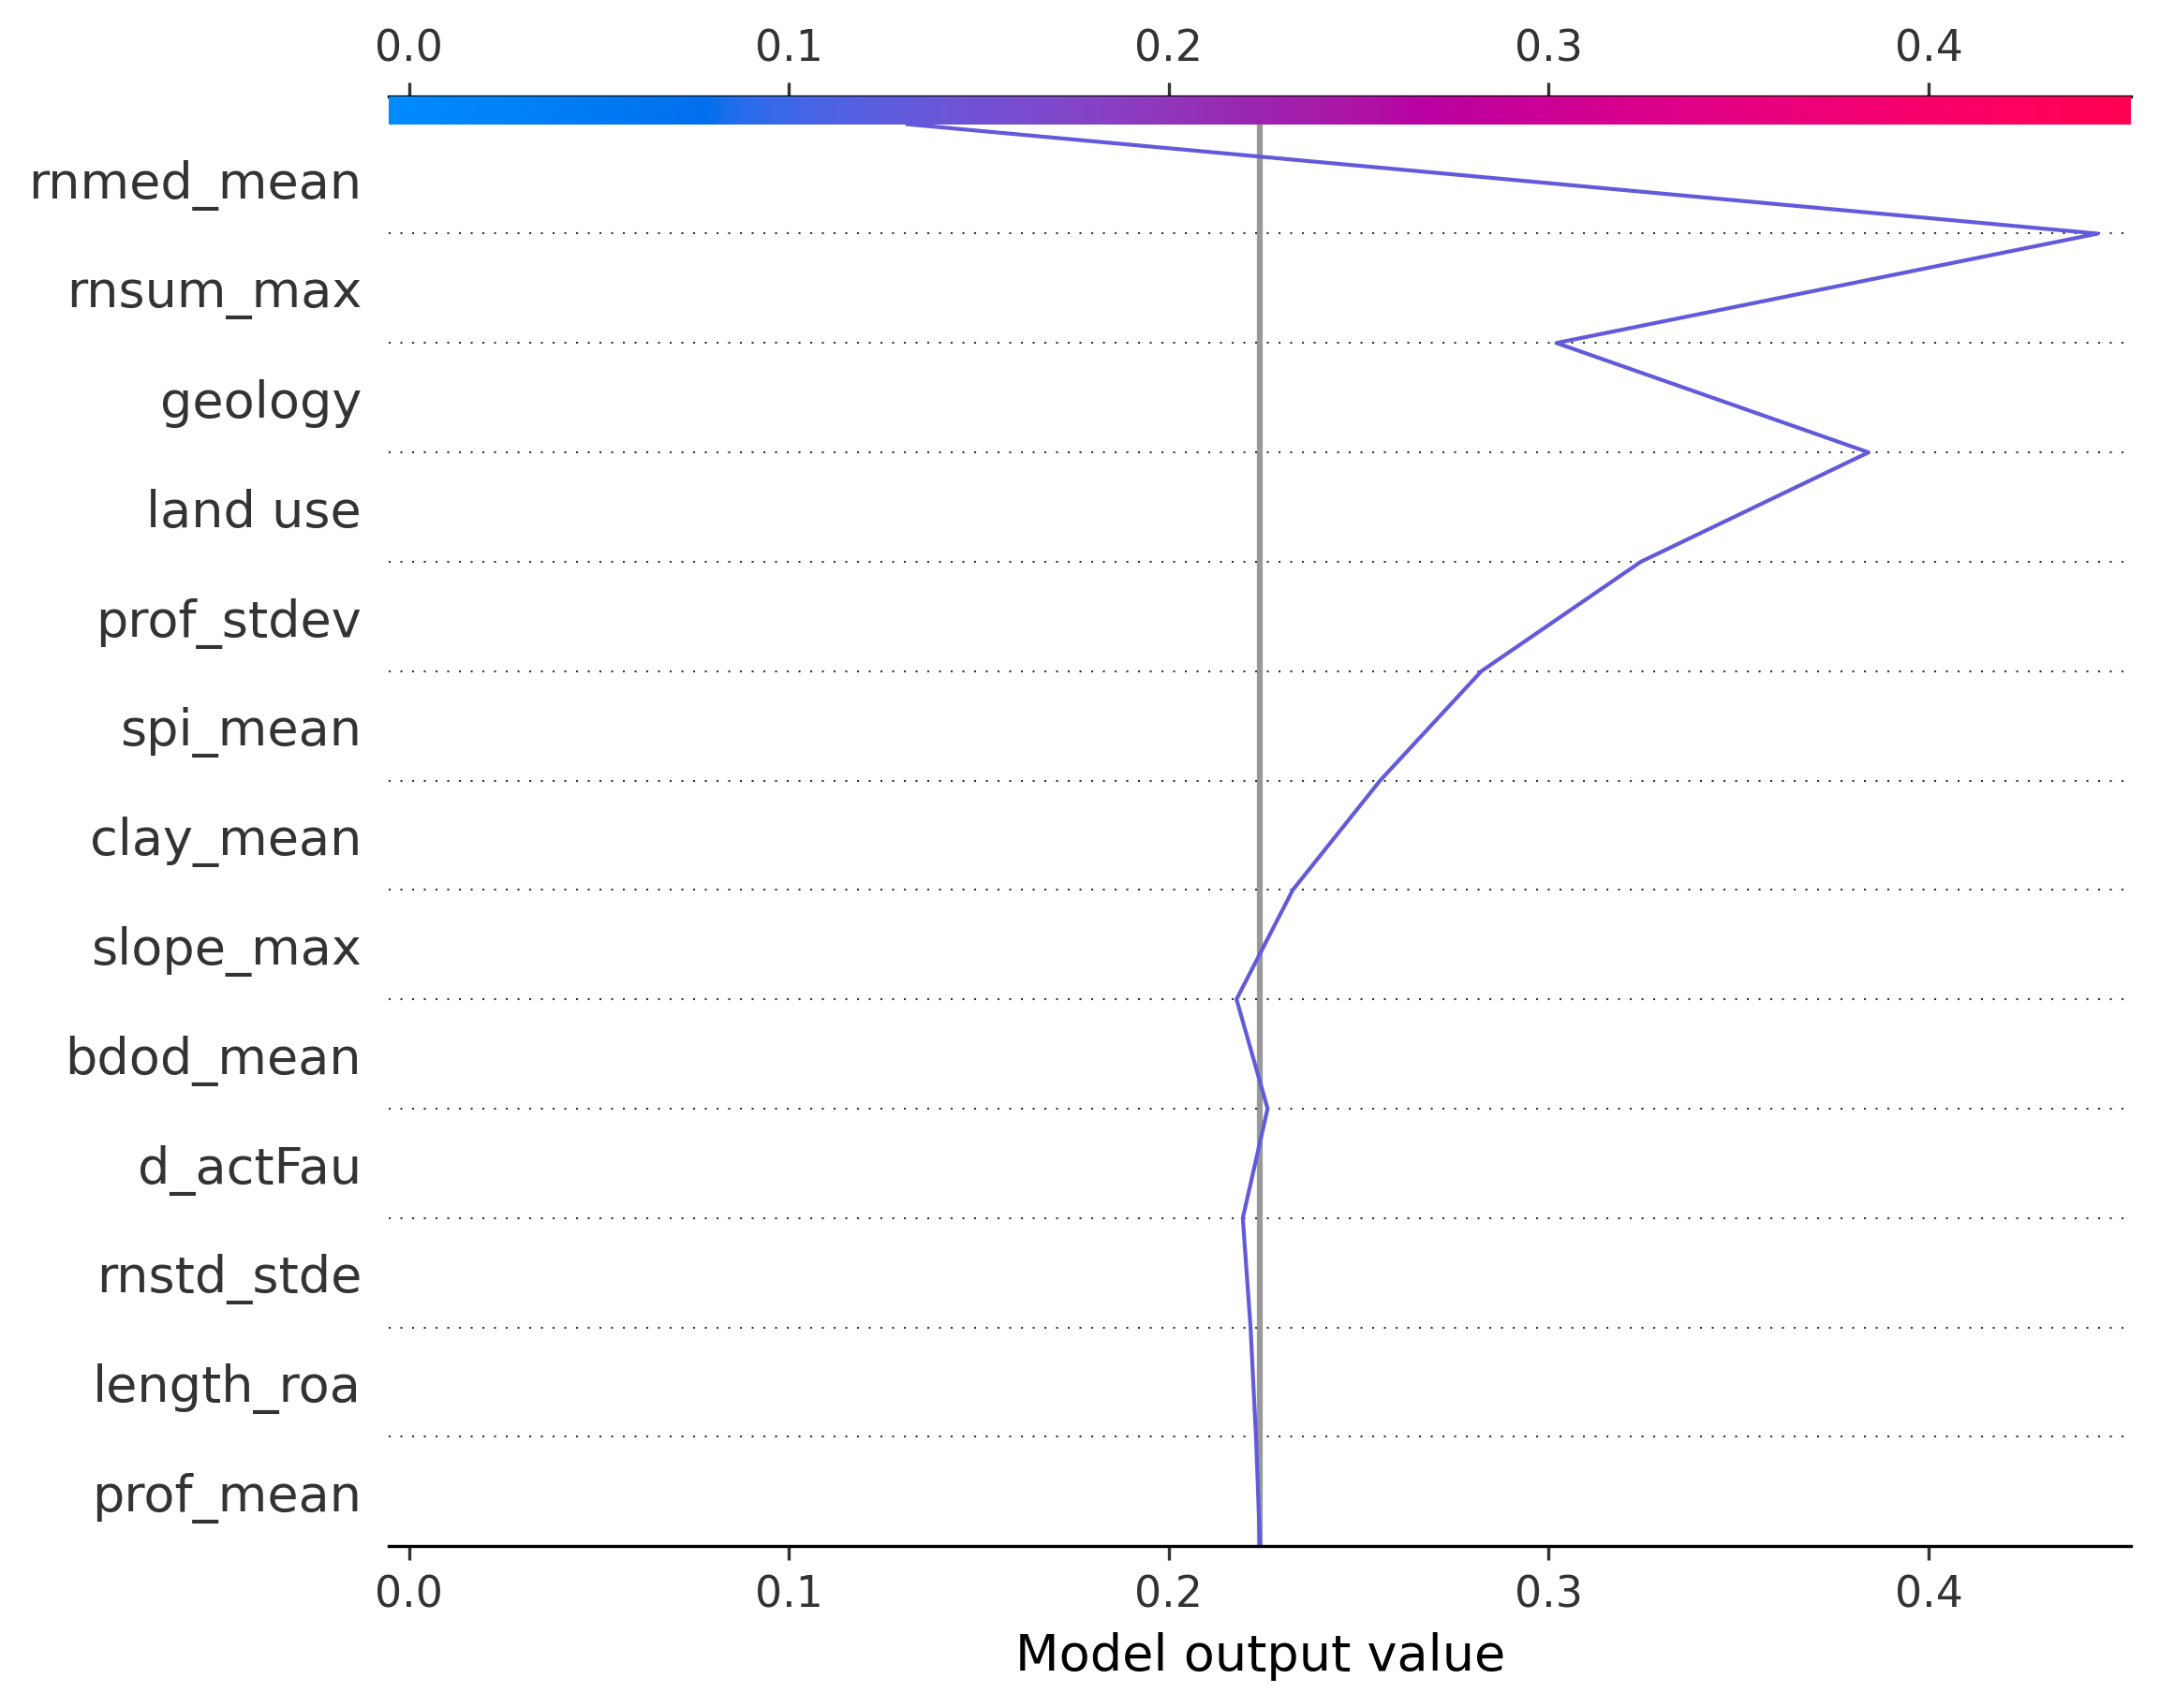 0.0 0.1 0.2 0.3 0.4
rnmed_mean
rnsum_max
geology
land use
prof_stdev
spi_mean
clay_mean
slope_max
bdod_mean
d_actFau
rnstd_stde
length_roa
prof_mean
0.0 0.1 0.2 0.3 0.4
Model output value